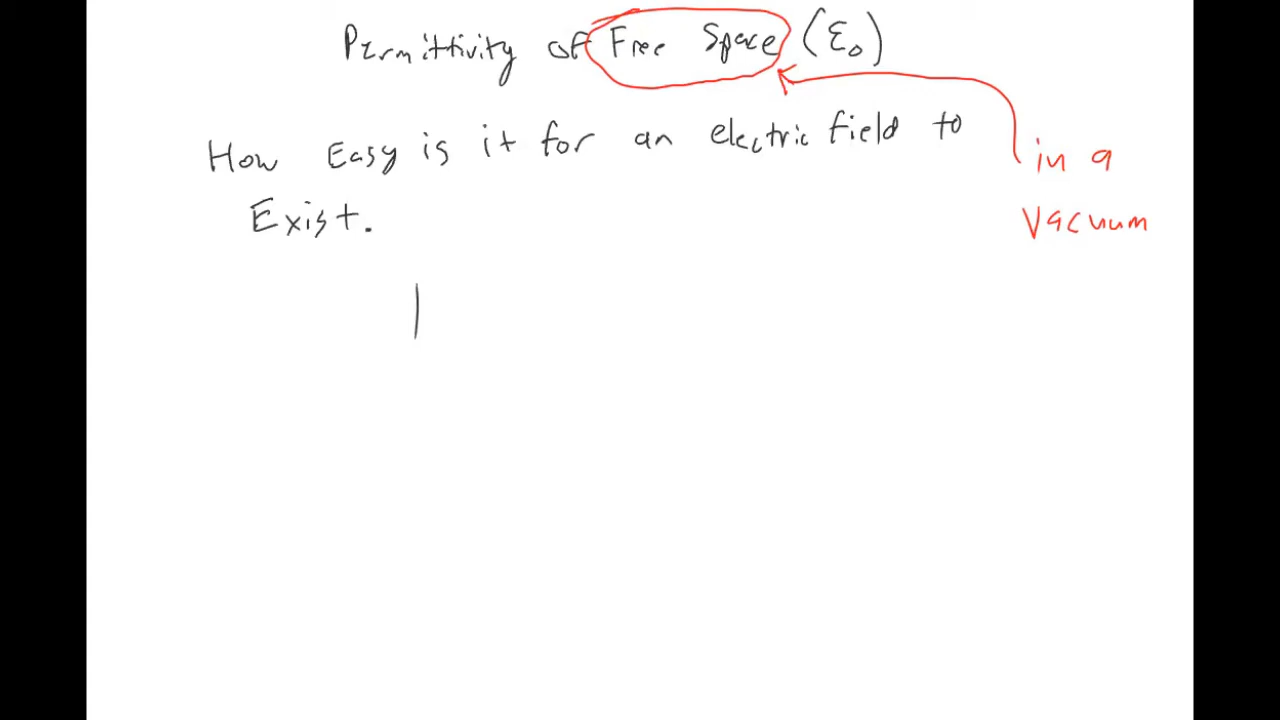 Permittivity of Free Space (ε₀)
How Easy is it for an electric field to
Exist.
in a
Vacuum